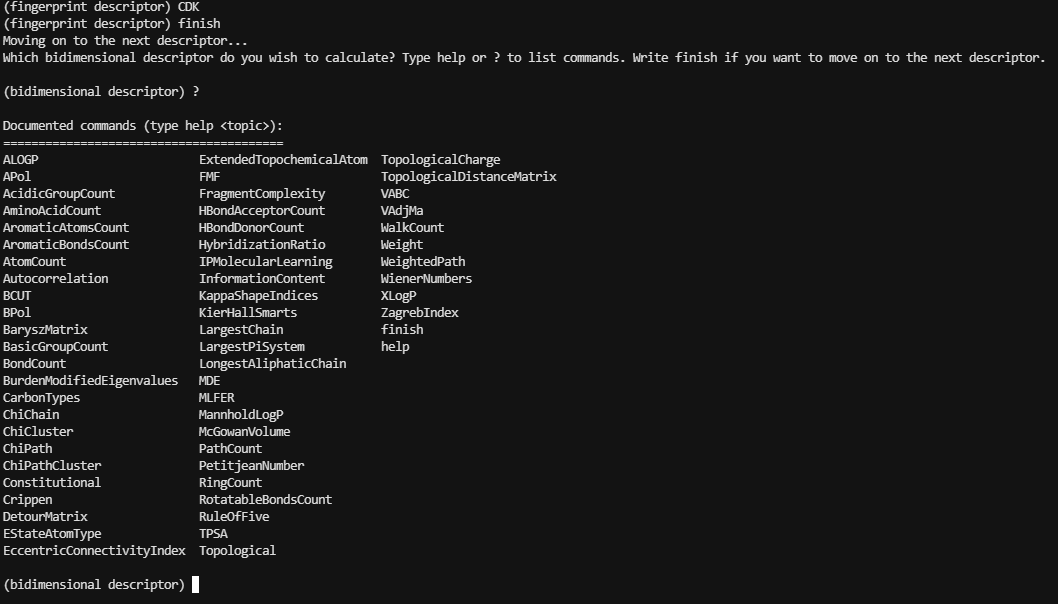 (fingerprint descriptor) CDK
(fingerprint descriptor) finish
Moving on to the next descriptor...
Which bidimensional descriptor do you wish to calculate? Type help or ? to list commands. Write finish if you want to move on to the next descriptor.
(bidimensional descriptor) ?
Documented commands (type help <topic>):
========================================
ALOGP ExtendedTopochemicalAtom TopologicalCharge
APol FMF TopologicalDistanceMatrix
AcidicGroupCount FragmentComplexity VABC
AminoAcidCount HBondAcceptorCount VAdjMa
AromaticAtomsCount HBondDonorCount WalkCount
AromaticBondsCount HybridizationRatio Weight
AtomCount IPMolecularLearning WeightedPath
Autocorrelation InformationContent WienerNumbers
BCUT KappaShapeIndices XLogP
BPol KierHallSmarts ZagrebIndex
BaryszMatrix LargestChain finish
BasicGroupCount LargestPiSystem help
BondCount LongestAliphaticChain
BurdenModifiedEigenvalues MDE
CarbonTypes MLFER
ChiChain MannholdLogP
ChiCluster McGowanVolume
ChiPath PathCount
ChiPathCluster PetitjeanNumber
Constitutional RingCount
Crippen RotatableBondsCount
DetourMatrix RuleOfFive
EStateAtomType TPSA
EccentricConnectivityIndex Topological
(bidimensional descriptor)